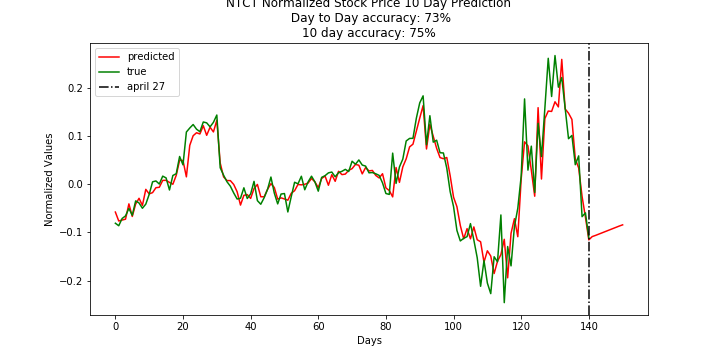 NTCT Normalized Stock Price 10 Day Prediction
Day to Day accuracy: 73%
10 day accuracy: 75%
predicted
true
april 27
Normalized Values
0.2
0.1
0.0
−0.1
−0.2
0 20 40 60 80 100 120 140
Days